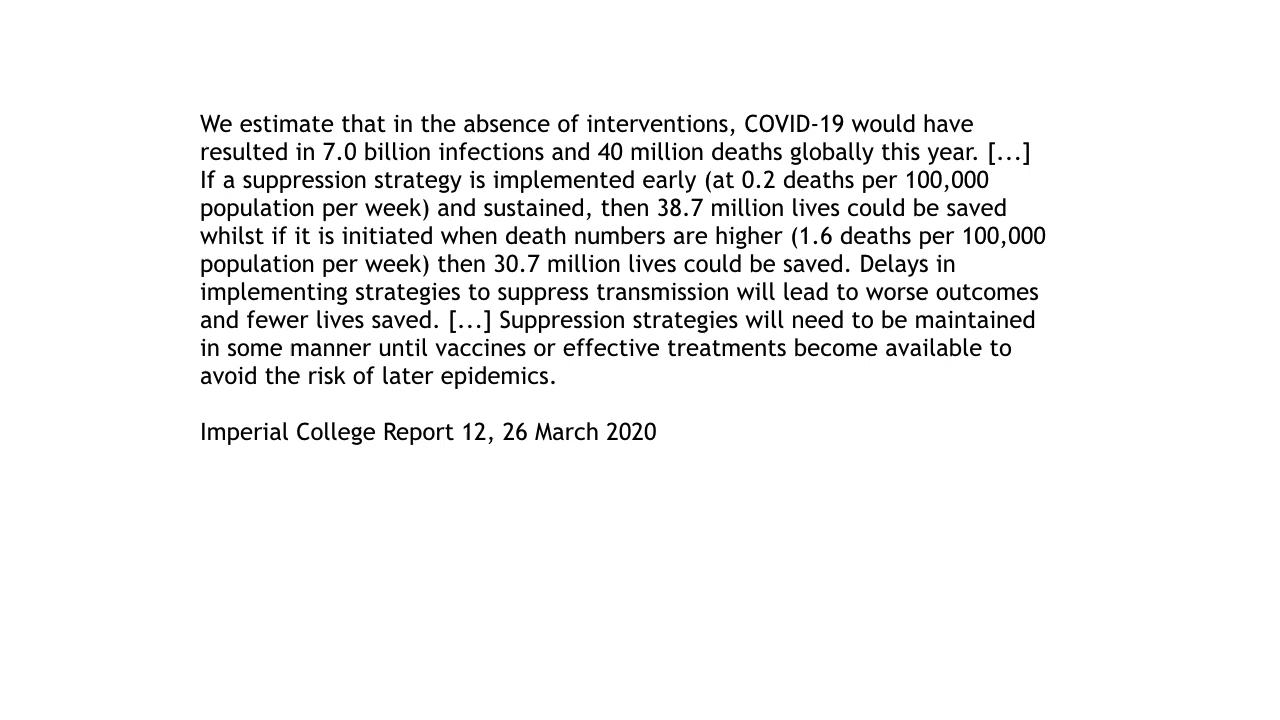 We estimate that in the absence of interventions, COVID-19 would have
resulted in 7.0 billion infections and 40 million deaths globally this year. [...]
If a suppression strategy is implemented early (at 0.2 deaths per 100,000
population per week) and sustained, then 38.7 million lives could be saved
whilst if it is initiated when death numbers are higher (1.6 deaths per 100,000
population per week) then 30.7 million lives could be saved. Delays in
implementing strategies to suppress transmission will lead to worse outcomes
and fewer lives saved. [...] Suppression strategies will need to be maintained
in some manner until vaccines or effective treatments become available to
avoid the risk of later epidemics.
Imperial College Report 12, 26 March 2020